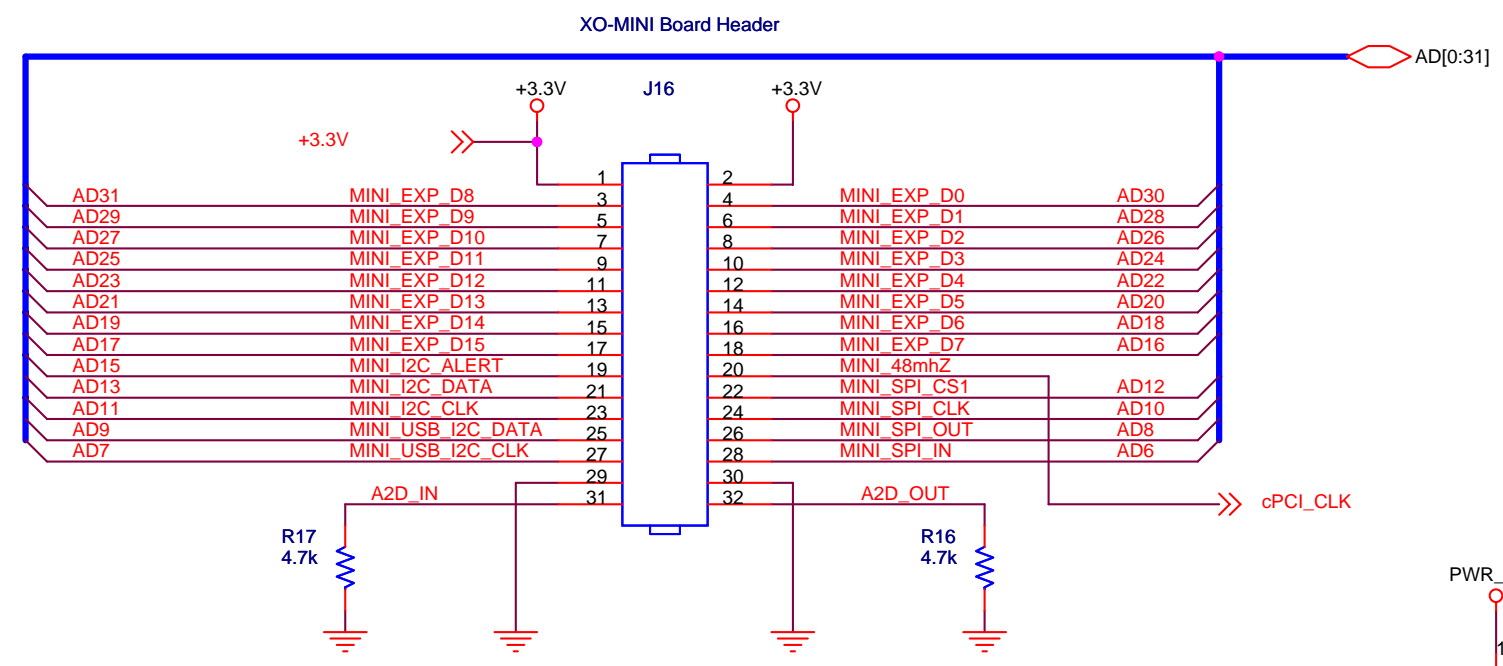 XO-MINI Board Header
AD[0:31]
+3.3V J16 +3.3V
+3.3V
1 2
AD31 MINI_EXP_D8 3 4 MINI_EXP_D0 AD30
AD29 MINI_EXP_D9 5 6 MINI_EXP_D1 AD28
AD27 MINI_EXP_D10 7 8 MINI_EXP_D2 AD26
AD25 MINI_EXP_D11 9 10 MINI_EXP_D3 AD24
AD23 MINI_EXP_D12 11 12 MINI_EXP_D4 AD22
AD21 MINI_EXP_D13 13 14 MINI_EXP_D5 AD20
AD19 MINI_EXP_D14 15 16 MINI_EXP_D6 AD18
AD17 MINI_EXP_D15 17 18 MINI_EXP_D7 AD16
AD15 MINI_I2C_ALERT 19 20 MINI_48mhZ
AD13 MINI_I2C_DATA 21 22 MINI_SPI_CS1 AD12
AD11 MINI_I2C_CLK 23 24 MINI_SPI_CLK AD10
AD9 MINI_USB_I2C_DATA 25 26 MINI_SPI_OUT AD8
AD7 MINI_USB_I2C_CLK 27 28 MINI_SPI_IN AD6
29 30
A2D_IN 31 32 A2D_OUT cPCI_CLK
R17 R16
4.7k 4.7k
PWR_
1